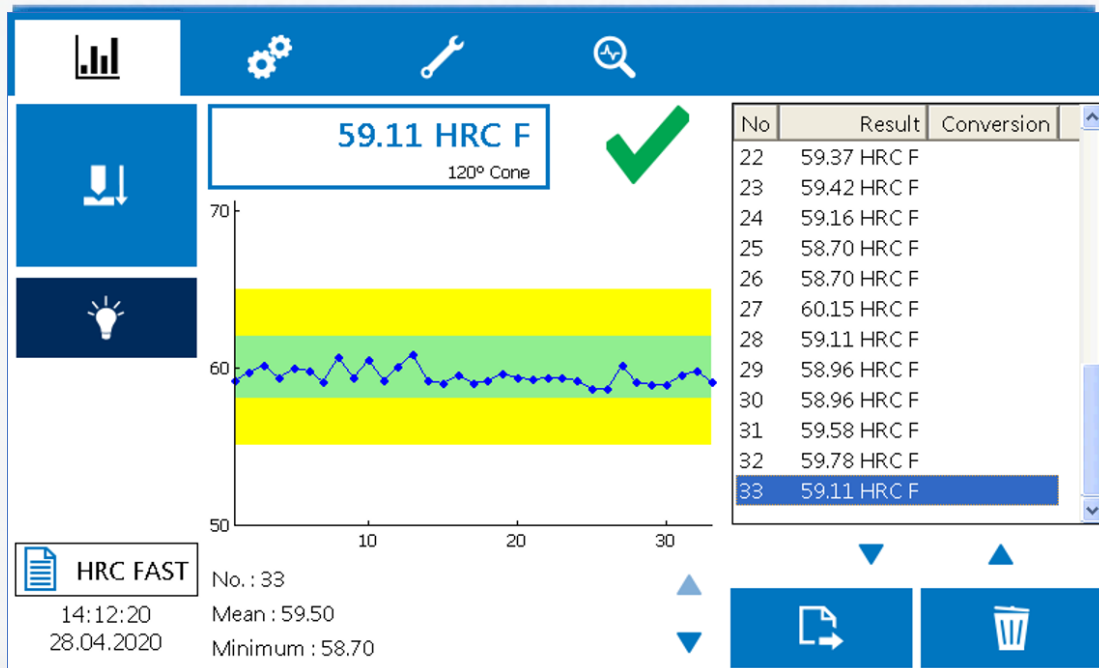 59.11 HRC F
120º Cone
70
60
50
10 20 30
HRC FAST
14:12:20
28.04.2020
No. : 33
Mean : 59.50
Minimum : 58.70
No Result Conversion
22 59.37 HRC F
23 59.42 HRC F
24 59.16 HRC F
25 58.70 HRC F
26 58.70 HRC F
27 60.15 HRC F
28 59.11 HRC F
29 58.96 HRC F
30 58.96 HRC F
31 59.58 HRC F
32 59.78 HRC F
33 59.11 HRC F